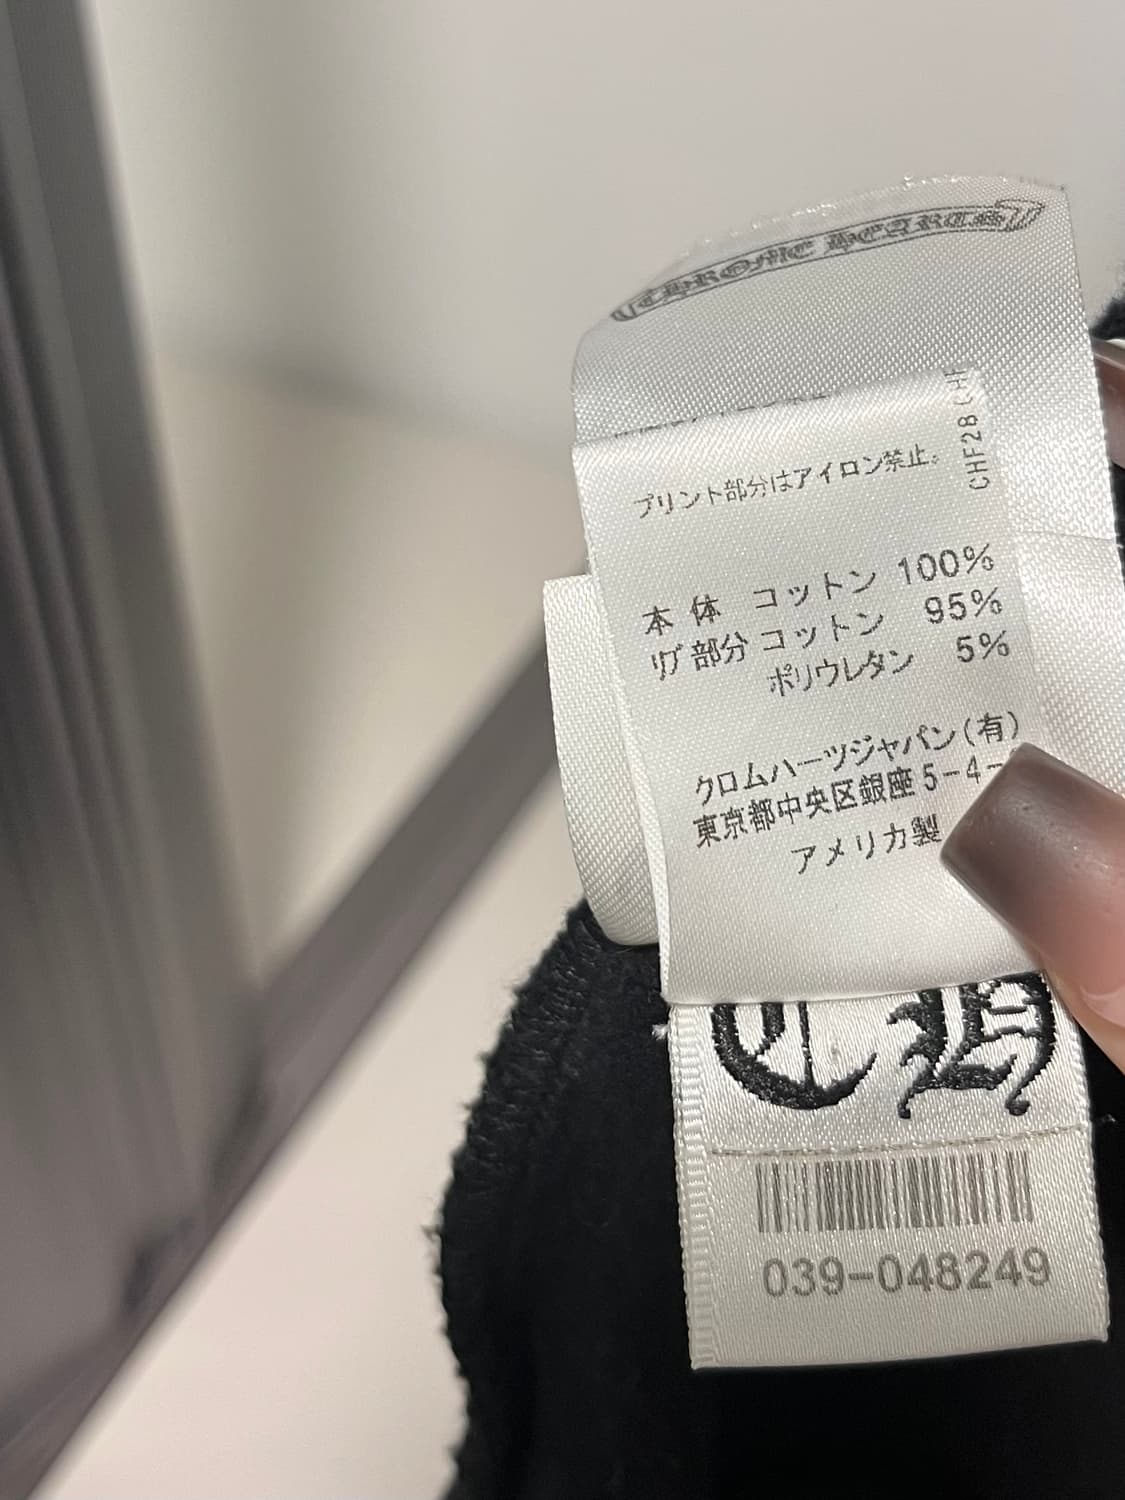 CHROME HEARTS
CHF28
プリント部分はアイロン禁止。
本体 コットン 100%
リブ部分 コットン 95%
ポリウレタン 5%
クロムハーツジャパン(有)
東京都中央区銀座5-4-
アメリカ製
CH
039-048249